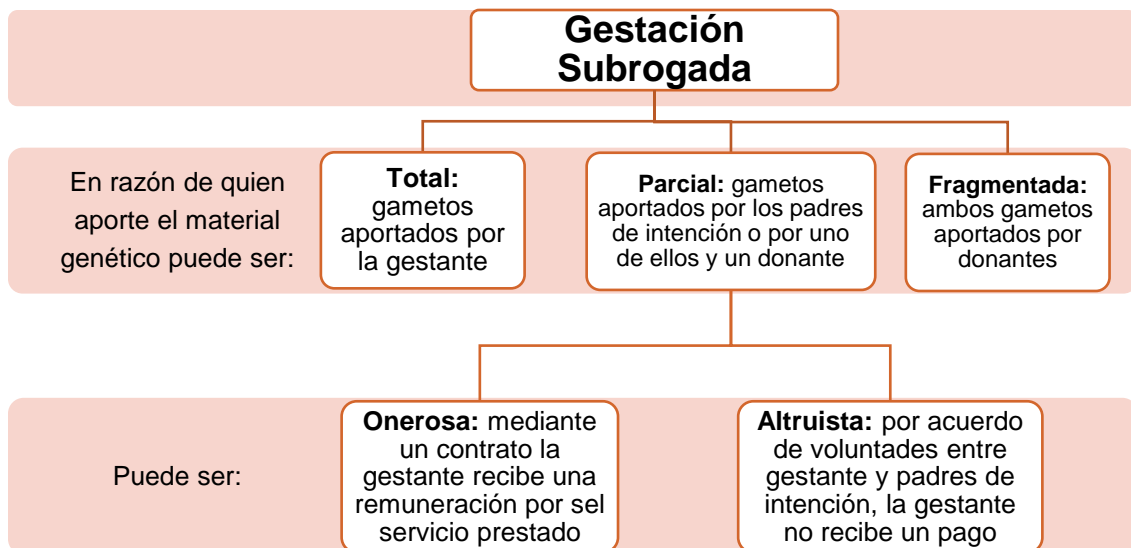 Gestación
Subrogada
En razón de quien
aporte el material
genético puede ser:
Total:
gametos
aportados por
la gestante
Parcial: gametos
aportados por los padres
de intención o por uno
de ellos y un donante
Fragmentada:
ambos gametos
aportados por
donantes
Puede ser:
Onerosa: mediante
un contrato la
gestante recibe una
remuneración por sel
servicio prestado
Altruista: por acuerdo
de voluntades entre
gestante y padres de
intención, la gestante
no recibe un pago